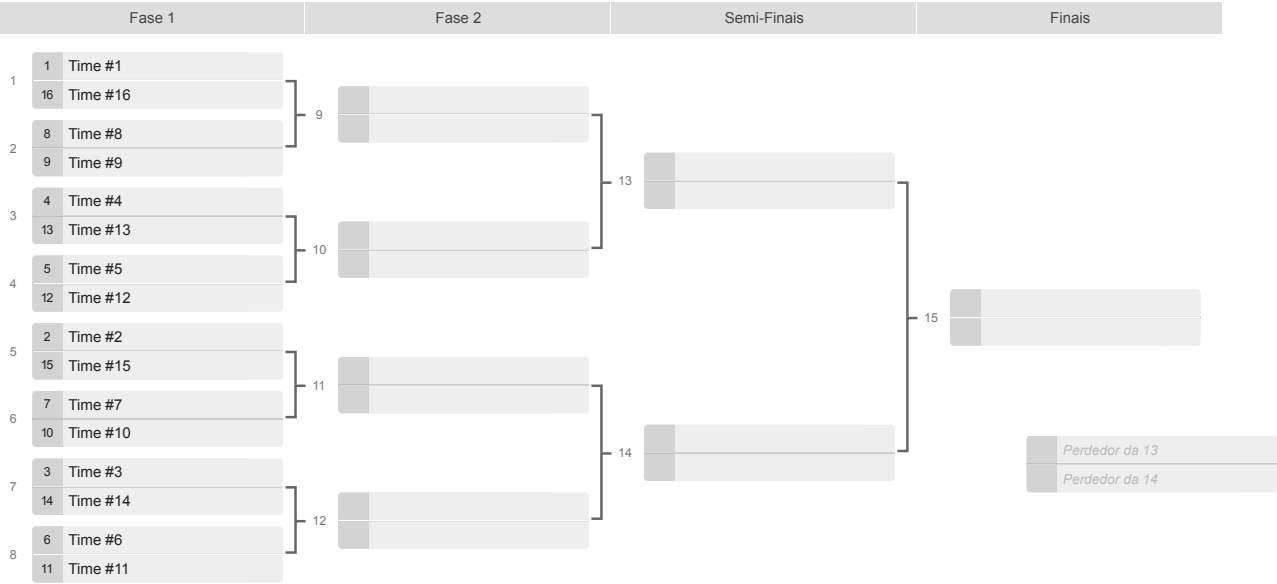 Fase 1
Fase 2
Semi-Finais
Finais
1
1 Time #1
16 Time #16
2
8 Time #8
9 Time #9
3
4 Time #4
13 Time #13
4
5 Time #5
12 Time #12
5
2 Time #2
15 Time #15
6
7 Time #7
10 Time #10
7
3 Time #3
14 Time #14
8
6 Time #6
11 Time #11
9
10
11
12
13
14
15
Perdedor da 13
Perdedor da 14